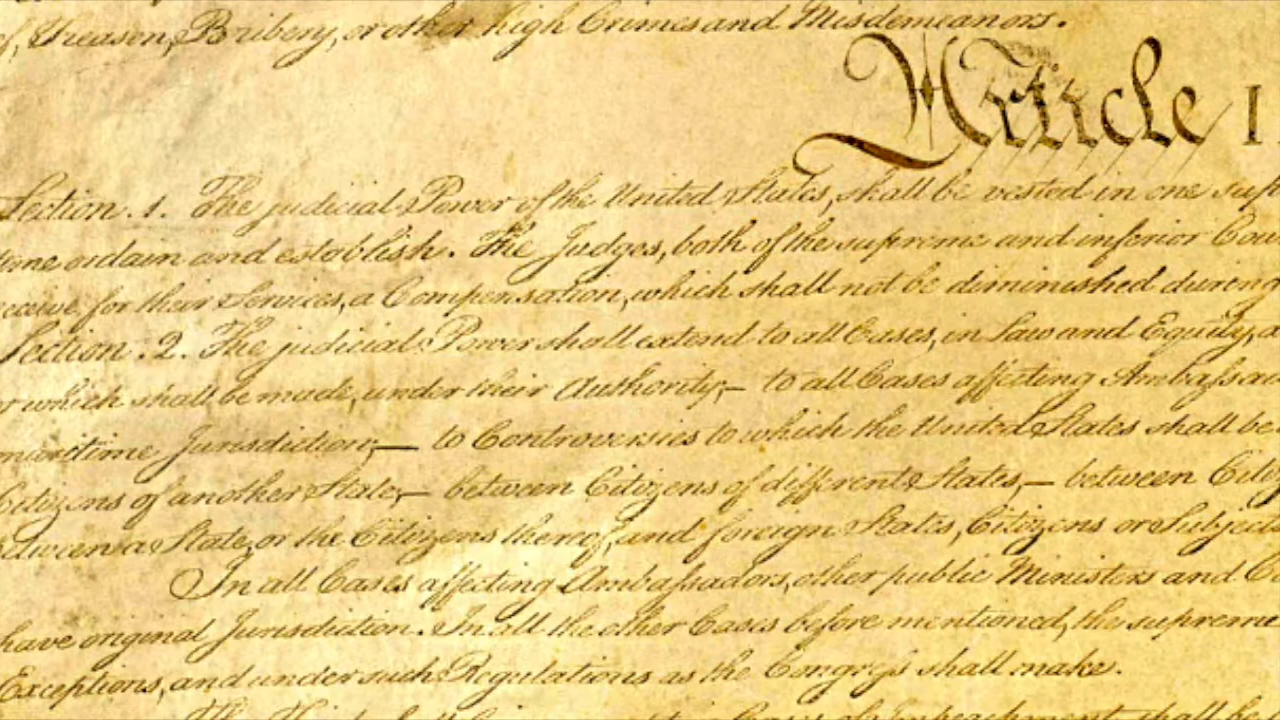 of, Treason, Bribery, or other high Crimes and Misdemeanors.
Article I
Section. 1. The judicial Power of the United States, shall be vested in one sup
time ordain and establish. The Judges, both of the supreme and inferior Cou
eceive for their Services, a Compensation, which shall not be diminished during
Section. 2. The judicial Power shall extend to all Cases, in Law and Equity, a
or which shall be made, under their Authority;— to all Cases affecting Ambassad
maritime Jurisdiction;— to Controversies to which the United States shall be
Citizens of another State,— between Citizens of different States,— between Citiz
etween a State, or the Citizens thereof, and foreign States, Citizens or Subjects
In all Cases affecting Ambassadors, other public Ministers and Co
have original Jurisdiction. In all the other Cases before mentioned, the supreme
Exceptions, and under such Regulations as the Congress shall make.